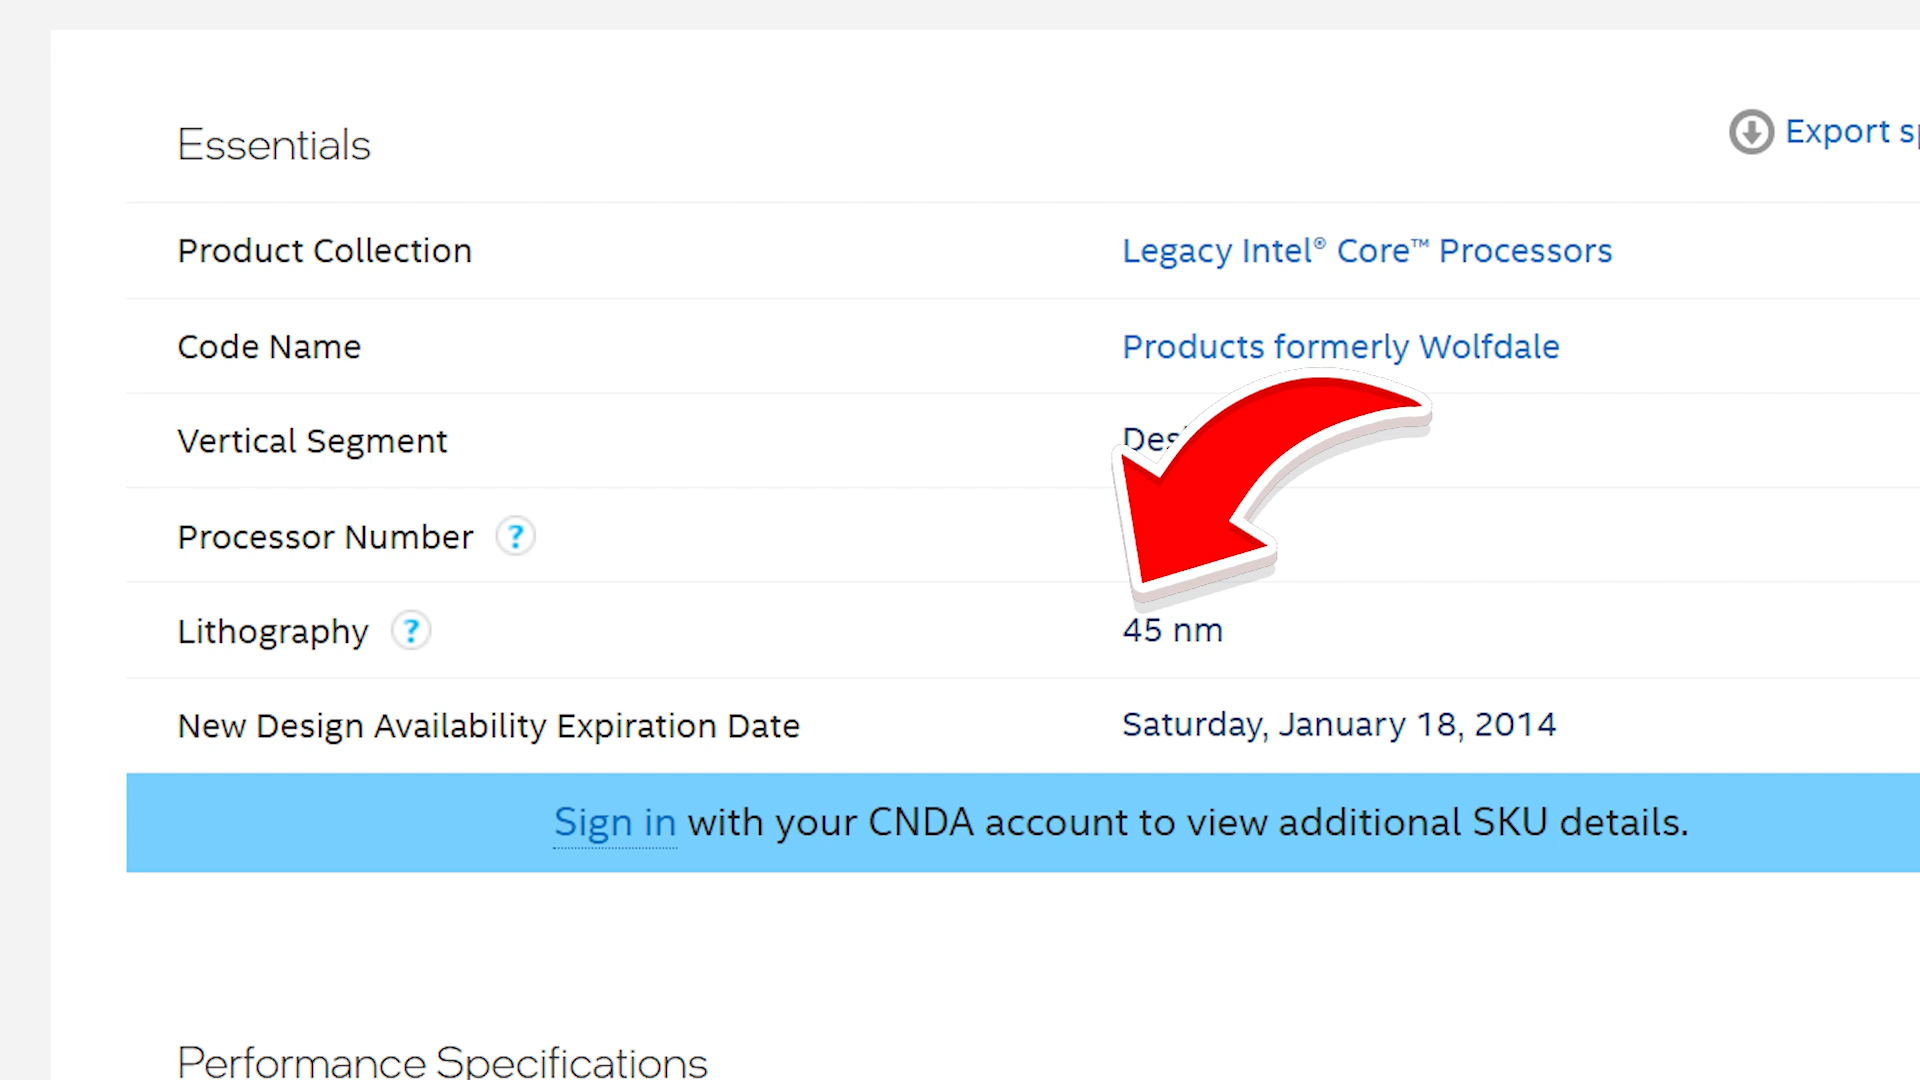 Essentials
Export
Product Collection
Legacy Intel® Core™ Processors
Code Name
Products formerly Wolfdale
Vertical Segment
Processor Number ?
Lithography ?
45 nm
New Design Availability Expiration Date
Saturday, January 18, 2014
Sign in with your CNDA account to view additional SKU details.
Performance Specifications